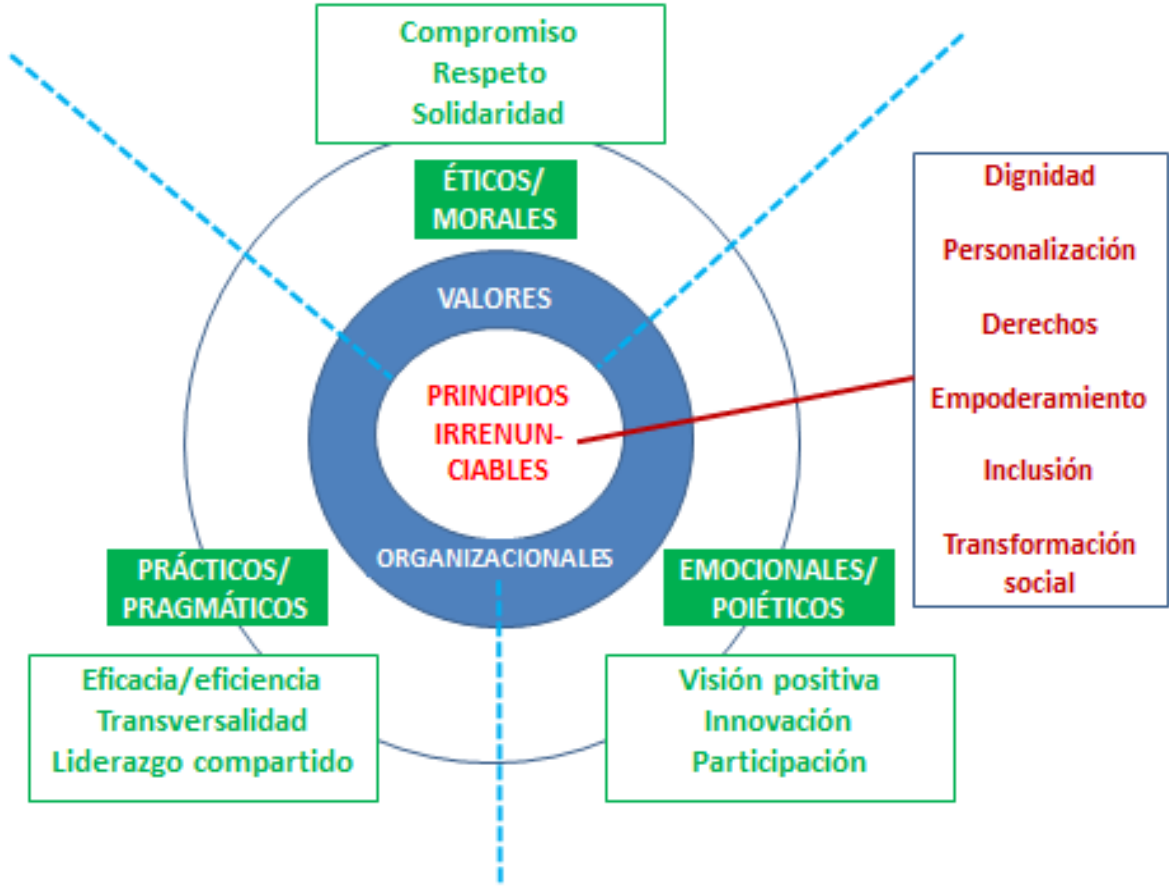 Compromiso
Respeto
Solidaridad
ÉTICOS/
MORALES
VALORES
PRINCIPIOS
IRRENUN-
CIABLES
ORGANIZACIONALES
Dignidad
Personalización
Derechos
Empoderamiento
Inclusión
Transformación
social
PRÁCTICOS/
PRAGMÁTICOS
Eficacia/eficiencia
Transversalidad
Liderazgo compartido
EMOCIONALES/
POIÉTICOS
Visión positiva
Innovación
Participación